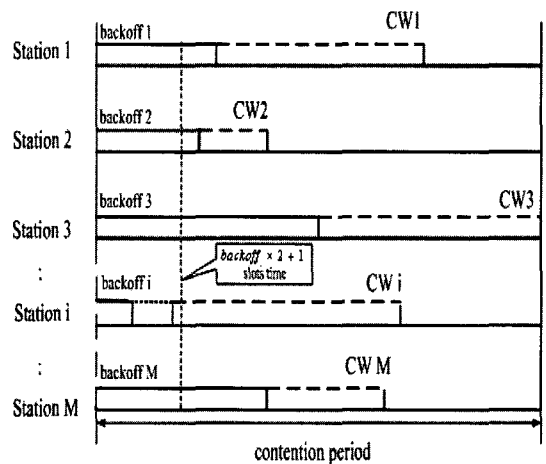 CW1
backoff 1
Station 1
CW2
backoff 2
Station 2
CW3
backoff 3
Station 3
backoff × 2 + 1
slots time
:
backoff i
CW i
Station i
:
CW M
backoff M
Station M
contention period